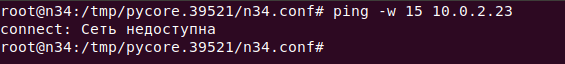 root@n34:/tmp/pycore.39521/n34.conf# ping -w 15 10.0.2.23
connect: Сеть недоступна
root@n34:/tmp/pycore.39521/n34.conf#